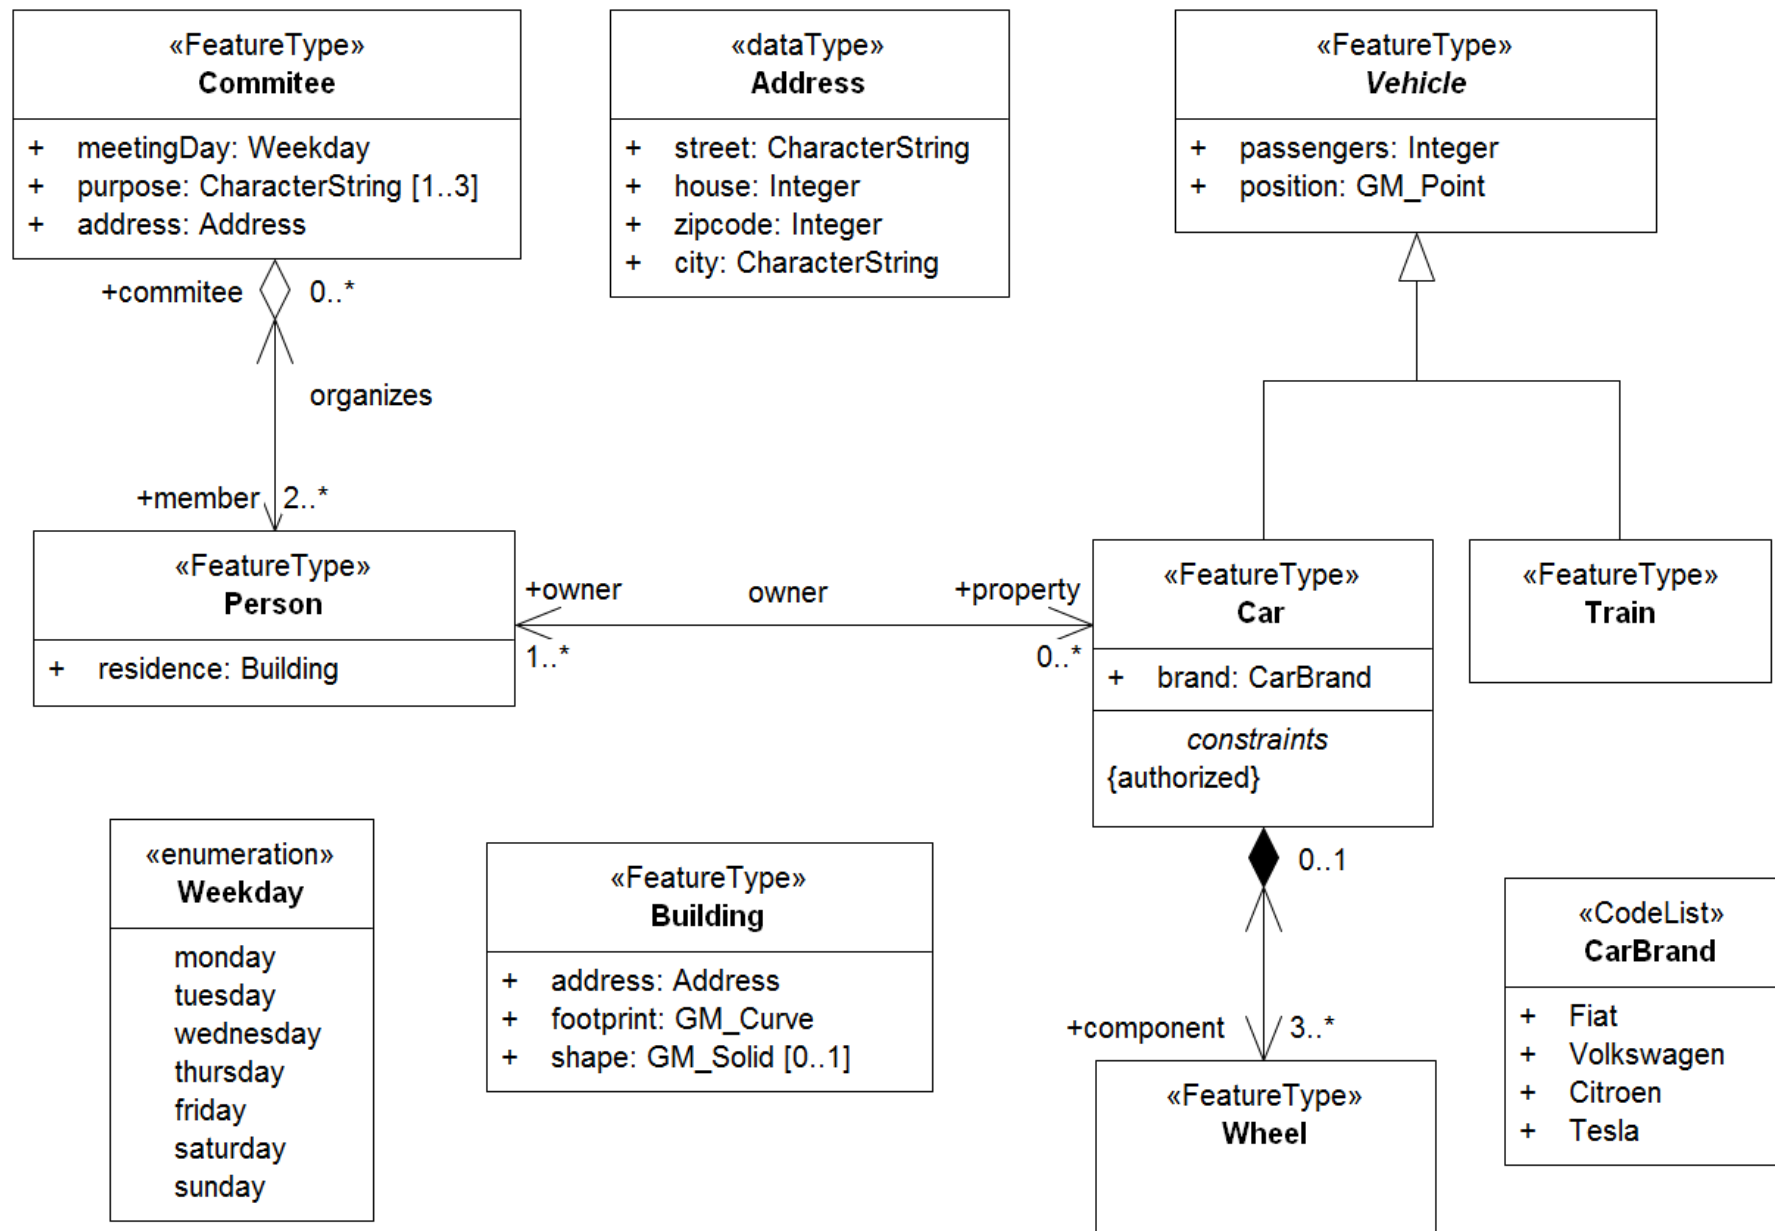 «FeatureType»
Commitee
+ meetingDay: Weekday
+ purpose: CharacterString [1..3]
+ address: Address
«dataType»
Address
+ street: CharacterString
+ house: Integer
+ zipcode: Integer
+ city: CharacterString
«FeatureType»
Vehicle
+ passengers: Integer
+ position: GM_Point
+commitee 0..*
organizes
+member 2..*
«FeatureType»
Person
+ residence: Building
+owner owner +property
1..* 0..*
«FeatureType»
Car
+ brand: CarBrand
constraints
{authorized}
«FeatureType»
Train
0..1
+component 3..*
«FeatureType»
Wheel
«enumeration»
Weekday
monday
tuesday
wednesday
thursday
friday
saturday
sunday
«FeatureType»
Building
+ address: Address
+ footprint: GM_Curve
+ shape: GM_Solid [0..1]
«CodeList»
CarBrand
+ Fiat
+ Volkswagen
+ Citroen
+ Tesla